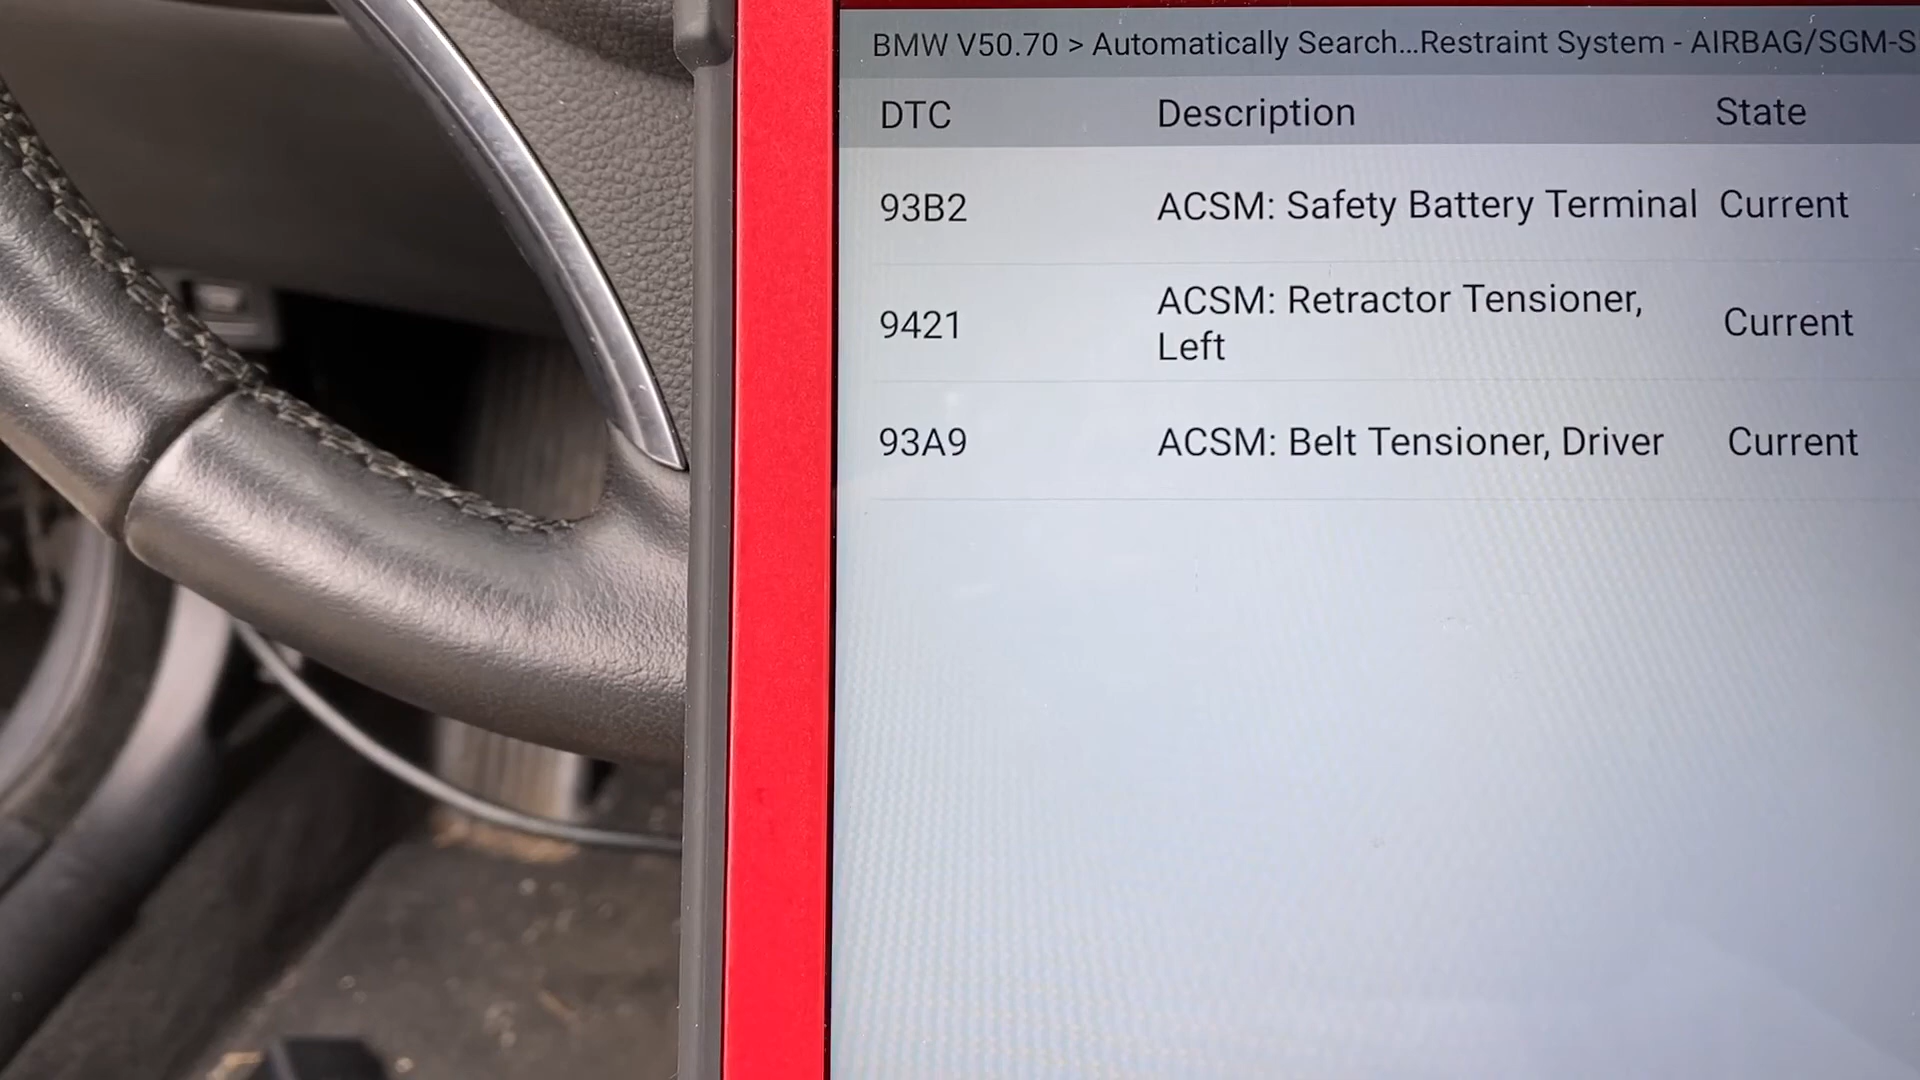 BMW V50.70 > Automatically Search...Restraint System - AIRBAG/SGM-S
DTC Description State
93B2 ACSM: Safety Battery Terminal Current
9421 ACSM: Retractor Tensioner, Left Current
93A9 ACSM: Belt Tensioner, Driver Current